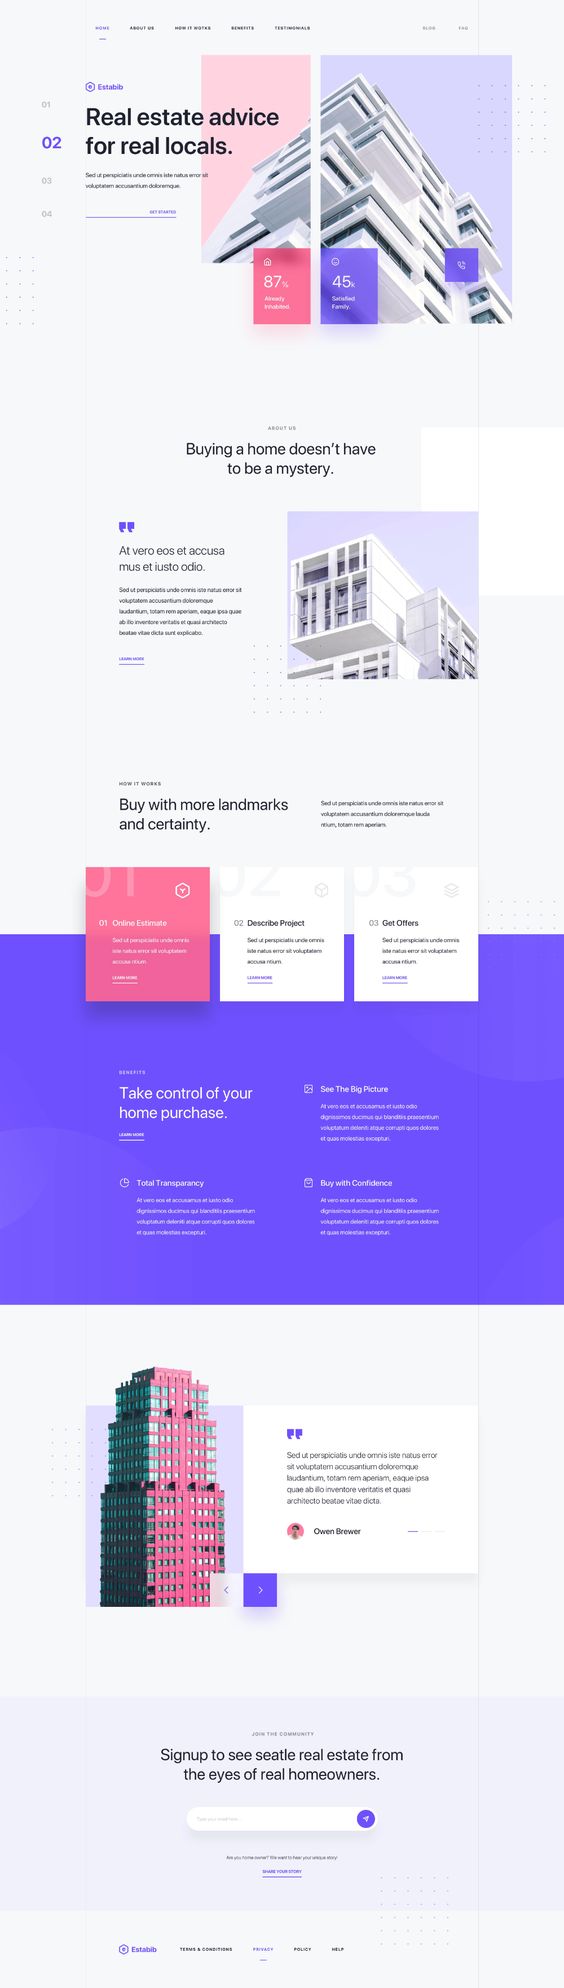 HOME ABOUT US HOW IT WOTKS BENEFITS TESTIMONIALS BLOG FAQ
Estabib
01
02
03
04
Real estate advice
for real locals.
Sed ut perspiciatis unde omnis iste natus error sit
voluptatem accusantium doloremque.
GET STARTED
87%
Already
Inhabited.
45k
Satisfied
Family.
ABOUT US
Buying a home doesn't have
to be a mystery.
At vero eos et accusa
mus et iusto odio.
Sed ut perspiciatis unde omnis iste natus error sit
voluptatem accusantium doloremque
laudantium, totam rem aperiam, eaque ipsa quae
ab illo inventore veritatis et quasi architecto
beatae vitae dicta sunt explicabo.
LEARN MORE
HOW IT WORKS
Buy with more landmarks
and certainty.
Sed ut perspiciatis unde omnis iste natus error sit
voluptatem accusantium doloremque lauda
ntium, totam rem aperiam.
01
01 Online Estimate
Sed ut perspiciatis unde omnis
iste natus error sit voluptatem
accusa ntium.
LEARN MORE
02
02 Describe Project
Sed ut perspiciatis unde omnis
iste natus error sit voluptatem
accusa ntium.
LEARN MORE
03
03 Get Offers
Sed ut perspiciatis unde omnis
iste natus error sit voluptatem
accusa ntium.
LEARN MORE
BENEFITS
Take control of your
home purchase.
LEARN MORE
See The Big Picture
At vero eos et accusamus et iusto odio
dignissimos ducimus qui blanditiis praesentium
voluptatum deleniti atque corrupti quos dolores
et quas molestias excepturi.
Total Transparancy
At vero eos et accusamus et iusto odio
dignissimos ducimus qui blanditiis praesentium
voluptatum deleniti atque corrupti quos dolores
et quas molestias excepturi.
Buy with Confidence
At vero eos et accusamus et iusto odio
dignissimos ducimus qui blanditiis praesentium
voluptatum deleniti atque corrupti quos dolores
et quas molestias excepturi.
Sed ut perspiciatis unde omnis iste natus error
sit voluptatem accusantium doloremque
laudantium, totam rem aperiam, eaque ipsa
quae ab illo inventore veritatis et quasi
architecto beatae vitae dicta.
Owen Brewer
JOIN THE COMMUNITY
Signup to see seatle real estate from
the eyes of real homeowners.
Type your email here ...
Are you home owner? We want to hear your unique story!
SHARE YOUR STORY
Estabib TERMS & CONDITIONS PRIVACY POLICY HELP